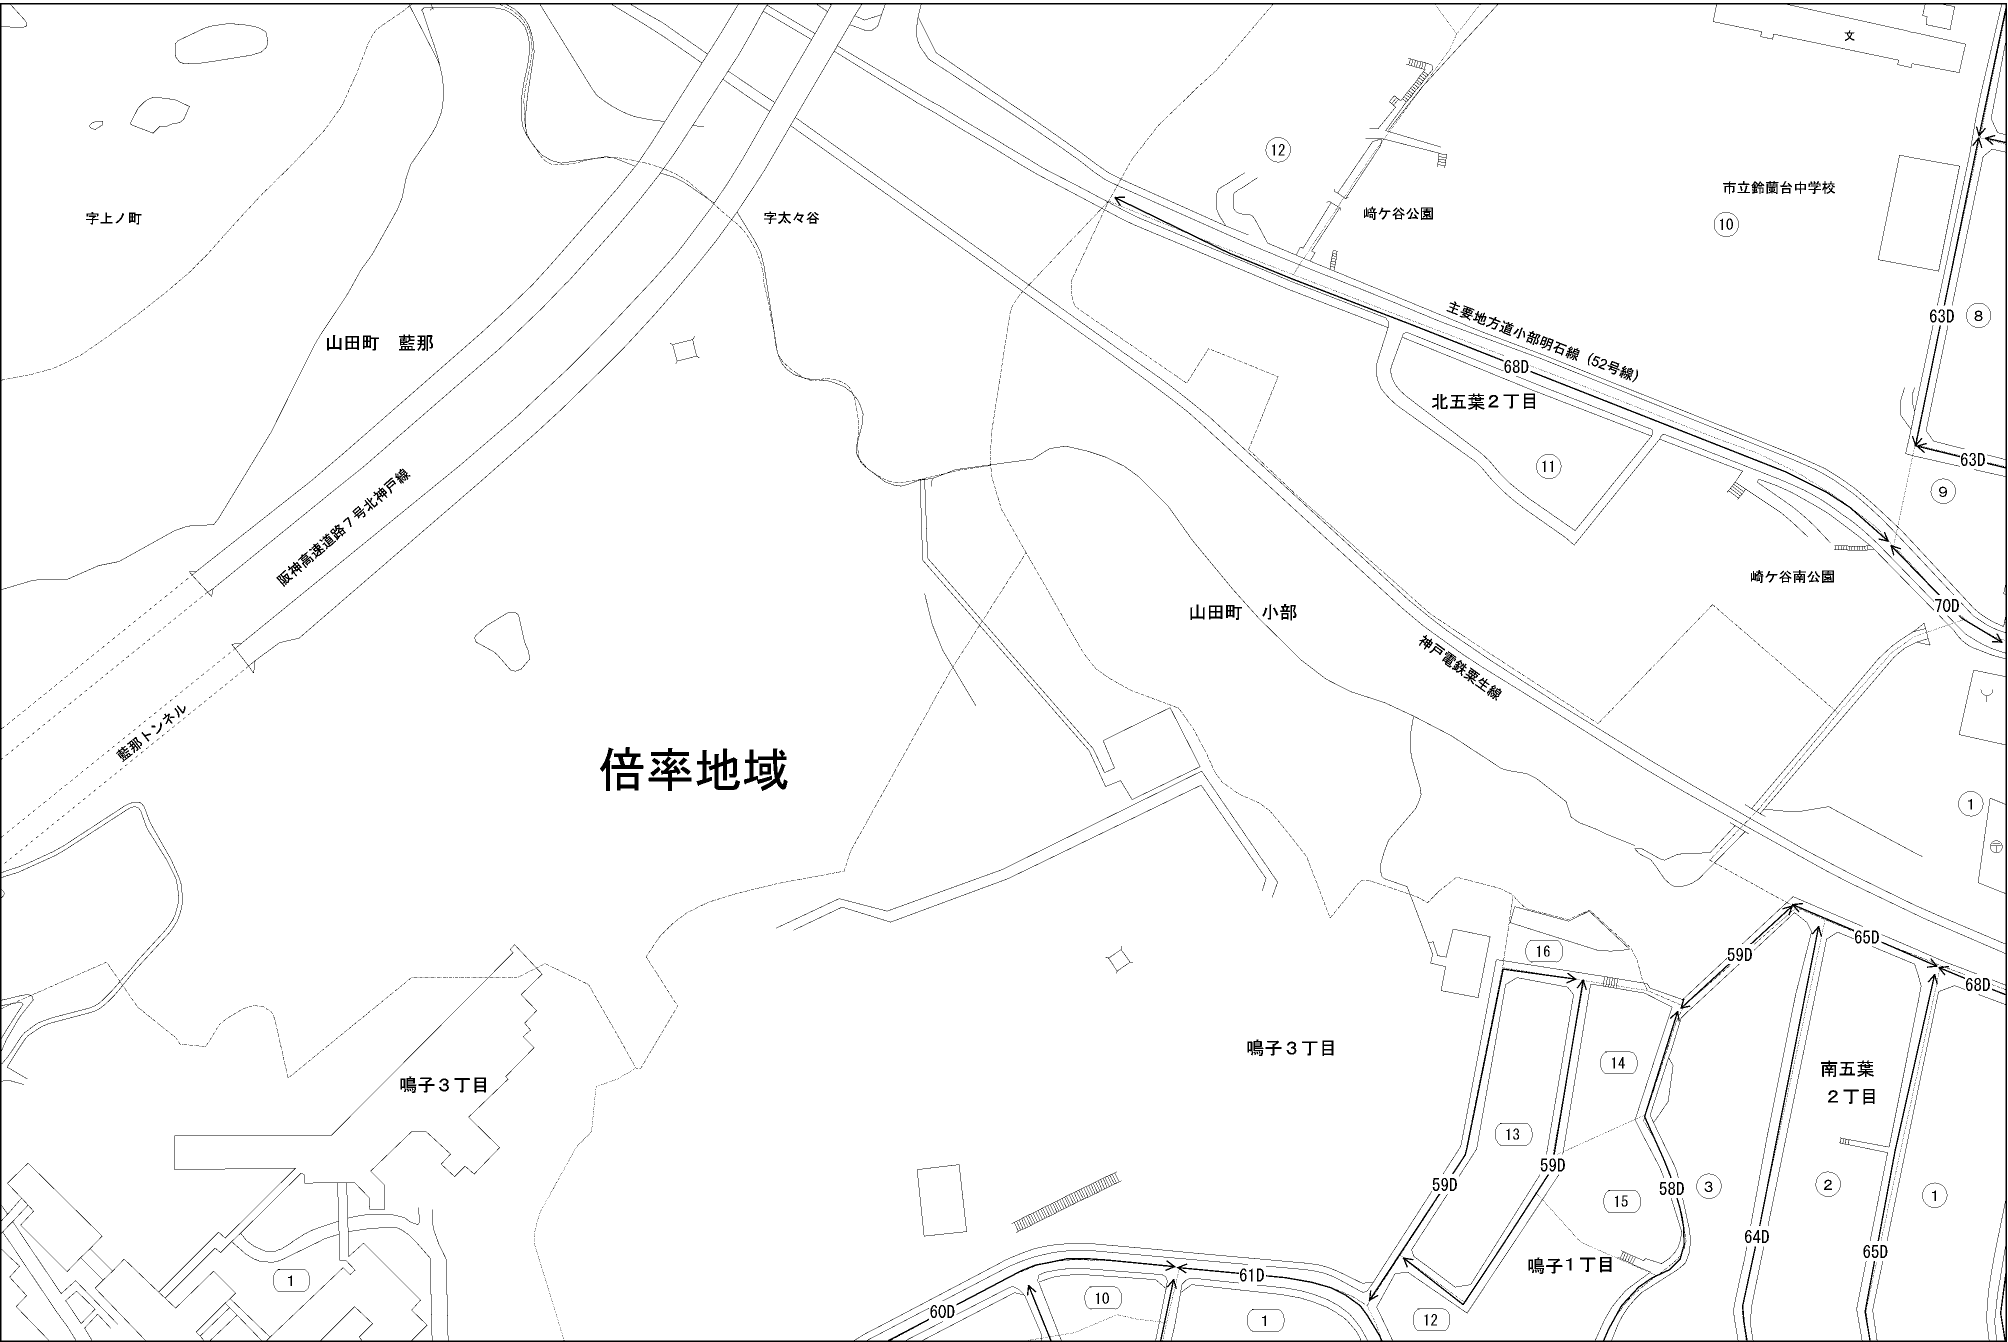 文
12
市立鈴蘭台中学校
10
字上ノ町
字太々谷
﨑ケ谷公園
63D
8
主要地方道小部明石線（52号線）
山田町　藍那
68D
北五葉２丁目
11
63D
9
阪神高速道路７号北神戸線
崎ケ谷南公園
70D
山田町　小部
神戸電鉄粟生線
藍那トンネル
倍率地域
1
〒
65D
59D
16
68D
鳴子３丁目
14
南五葉
２丁目
鳴子３丁目
13
59D
59D
58D
3
2
1
15
64D
65D
鳴子１丁目
1
61D
10
60D
1
12